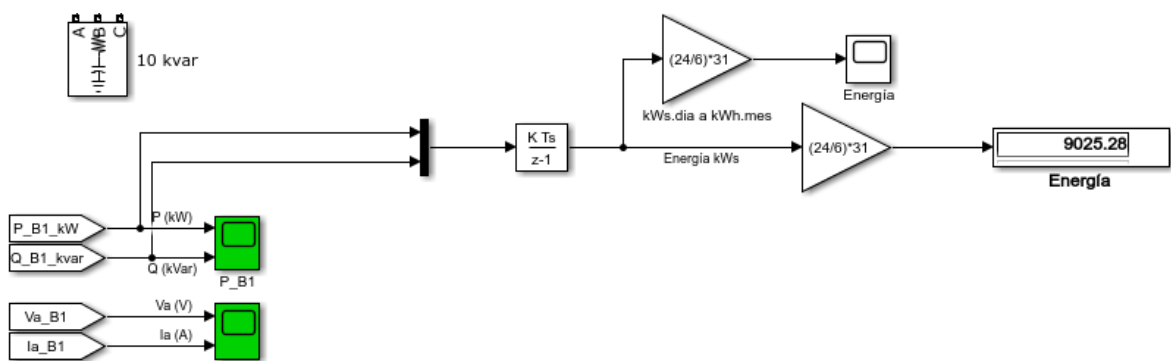 A B C
10 kvar
(24/6)*31
Energía
kWs.dia a kWh.mes
K Ts
z-1
Energía kWs
(24/6)*31
9025.28
Energía
P_B1_kW
P (kW)
Q_B1_kvar
Q (kVar)
P_B1
Va_B1
Va (V)
Ia_B1
Ia (A)